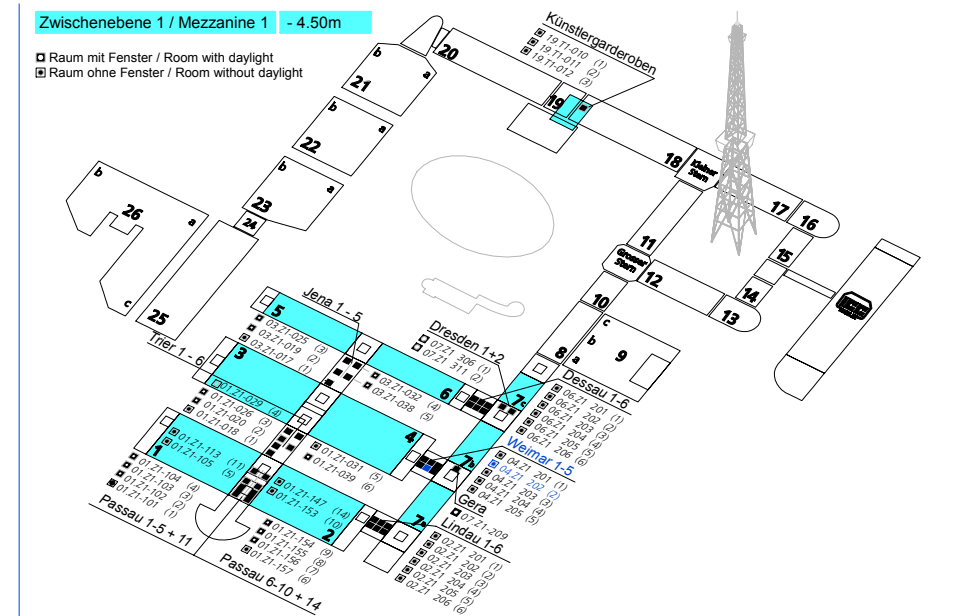 Zwischenebene 1 / Mezzanine 1 - 4.50m
Raum mit Fenster / Room with daylight
Raum ohne Fenster / Room without daylight
Künstlergarderoben
19.T1-010 (1)
19.T1-011 (2)
19.T1-012 (3)
20
19
b
a
21
b
a
22
b
a
23
24
b
26
a
c
25
18
Kleiner
Stern
17
16
15
14
13
12
11
Grosser
Stern
10
c
b
9
a
8
Jena 1 - 5
03.Z1-025 (3)
03.Z1-019 (2)
03.Z1-017 (1)
03.Z1-032 (4)
03.Z1-038 (5)
5
6
Dresden 1+2
07.Z1 306 (1)
07.Z1 311 (2)
7c
Trier 1 - 6
3
01.Z1-029 (4)
01.Z1-026 (3)
01.Z1-020 (2)
01.Z1-018 (1)
4
01.Z1-031 (5)
01.Z1-039 (6)
Dessau 1-6
06.Z1 201 (1)
06.Z1 202 (2)
06.Z1 203 (3)
06.Z1 204 (4)
06.Z1 205 (5)
06.Z1 206 (6)
Weimar 1-5
04.Z1 201 (1)
04.Z1 202 (2)
04.Z1 203 (3)
04.Z1 204 (4)
04.Z1 205 (5)
7b
Gera
07.Z1-209
1
01.Z1-113 (11)
01.Z1-105 (5)
01.Z1-104 (4)
01.Z1-103 (3)
01.Z1-102 (2)
01.Z1-101 (1)
Passau 1-5 + 11
01.Z1-147 (14)
01.Z1-153 (10)
2
01.Z1-154 (9)
01.Z1-155 (8)
01.Z1-156 (7)
01.Z1-157 (6)
Passau 6-10 + 14
7a
Lindau 1-6
02.Z1 201 (1)
02.Z1 202 (2)
02.Z1 203 (3)
02.Z1 204 (4)
02.Z1 205 (5)
02.Z1 206 (6)